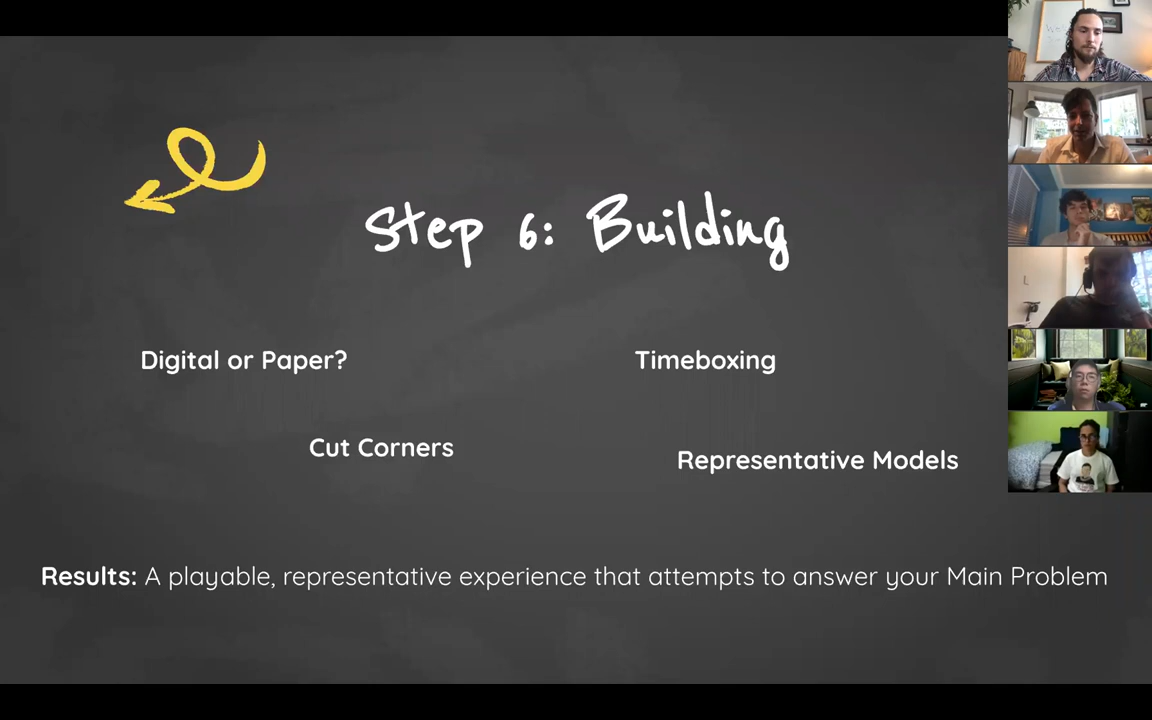 Step 6: Building
Digital or Paper?
Timeboxing
Cut Corners
Representative Models
Results: A playable, representative experience that attempts to answer your Main Problem